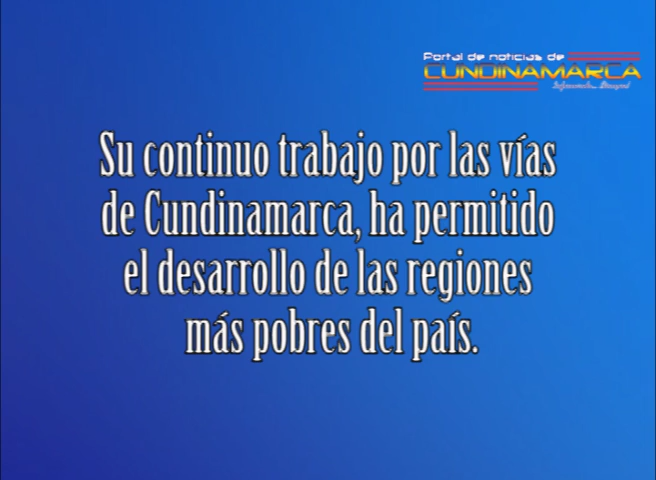 Portal de noticias de
CUNDINAMARCA
Su continuo trabajo por las vías
de Cundinamarca, ha permitido
el desarrollo de las regiones
más pobres del país.